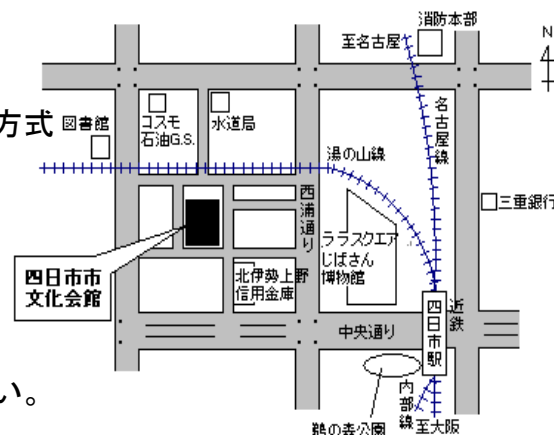 消防本部
至名古屋
N
方式
図書館
コスモ
石油G.S.
水道局
名古屋線
湯の山線
三重銀行
西浦通り
ララスクエア
じばさん
博物館
四日市市
文化会館
北伊勢上野
信用金庫
近鉄
四日市駅
中央通り
い。
内部線
鵜の森公園
至大阪